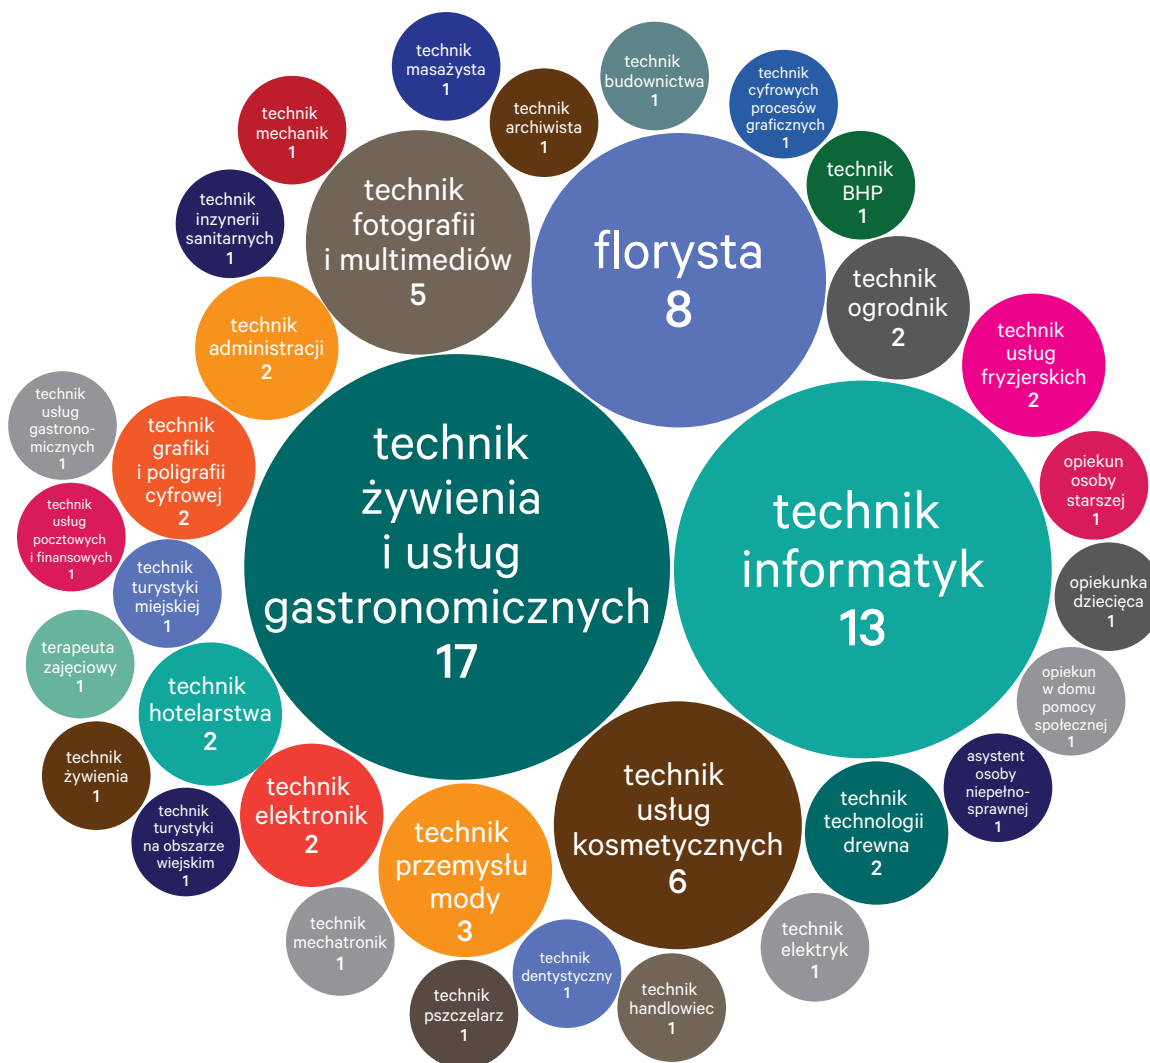 technik
masażysta
1
technik
budownictwa
1
technik
cyfrowych
procesów
graficznych
1
technik
mechanik
1
technik
archiwista
1
technik
BHP
1
technik
inzynerii
sanitarnych
1
technik
fotografii
i multimediów
5
florysta
8
technik
ogrodnik
2
technik
administracji
2
technik
usług
fryzjerskich
2
technik
usług
gastrono-
micznych
1
technik
grafiki
i poligrafii
cyfrowej
2
technik
żywienia
i usług
gastronomicznych
17
technik
informatyk
13
opiekun
osoby
starszej
1
technik
usług
pocztowych
i finansowych
1
technik
turystyki
miejskiej
1
opiekunka
dziecięca
1
terapeuta
zajęciowy
1
technik
hotelarstwa
2
opiekun
w domu
pomocy
społecznej
1
technik
żywienia
1
technik
elektronik
2
technik
usług
kosmetycznych
6
technik
technologii
drewna
2
asystent
osoby
niepełno-
sprawnej
1
technik
turystyki
na obszarze
wiejskim
1
technik
przemysłu
mody
3
technik
mechatronik
1
technik
dentystyczny
1
technik
elektryk
1
technik
pszczelarz
1
technik
handlowiec
1